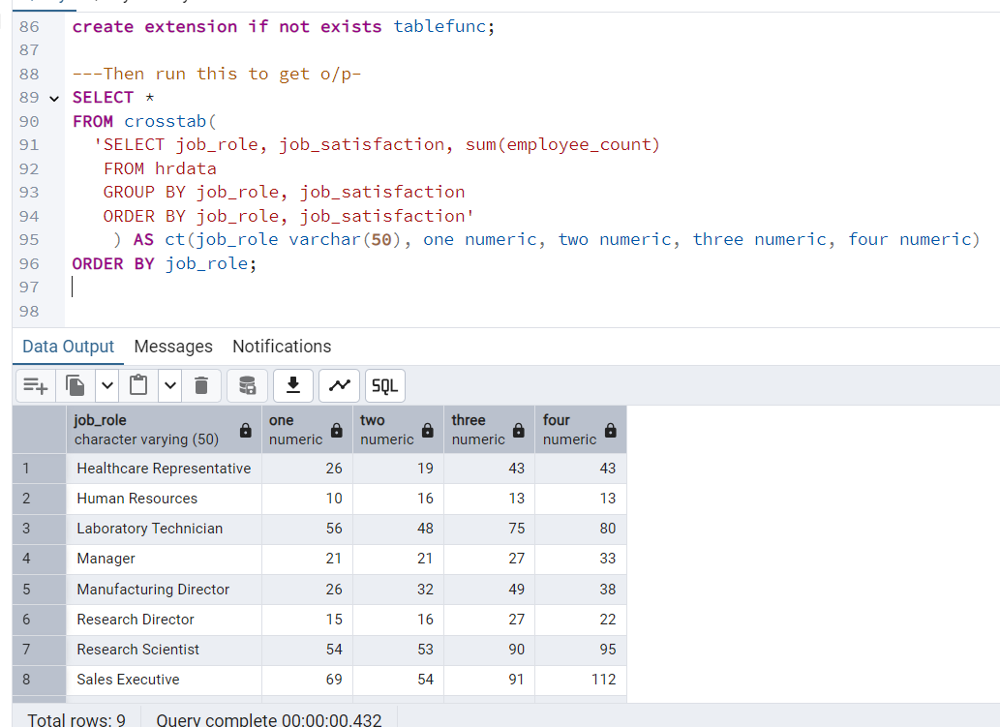 86 create extension if not exists tablefunc;
87
88 ---Then run this to get o/p-
89 SELECT *
90 FROM crosstab(
91 'SELECT job_role, job_satisfaction, sum(employee_count)
92 FROM hrdata
93 GROUP BY job_role, job_satisfaction
94 ORDER BY job_role, job_satisfaction'
95 ) AS ct(job_role varchar(50), one numeric, two numeric, three numeric, four numeric)
96 ORDER BY job_role;
97
98
Data Output Messages Notifications
SQL
job_role one two three four
character varying (50) numeric numeric numeric numeric
1 Healthcare Representative 26 19 43 43
2 Human Resources 10 16 13 13
3 Laboratory Technician 56 48 75 80
4 Manager 21 21 27 33
5 Manufacturing Director 26 32 49 38
6 Research Director 15 16 27 22
7 Research Scientist 54 53 90 95
8 Sales Executive 69 54 91 112
Total rows: 9 Query complete 00:00:00.432